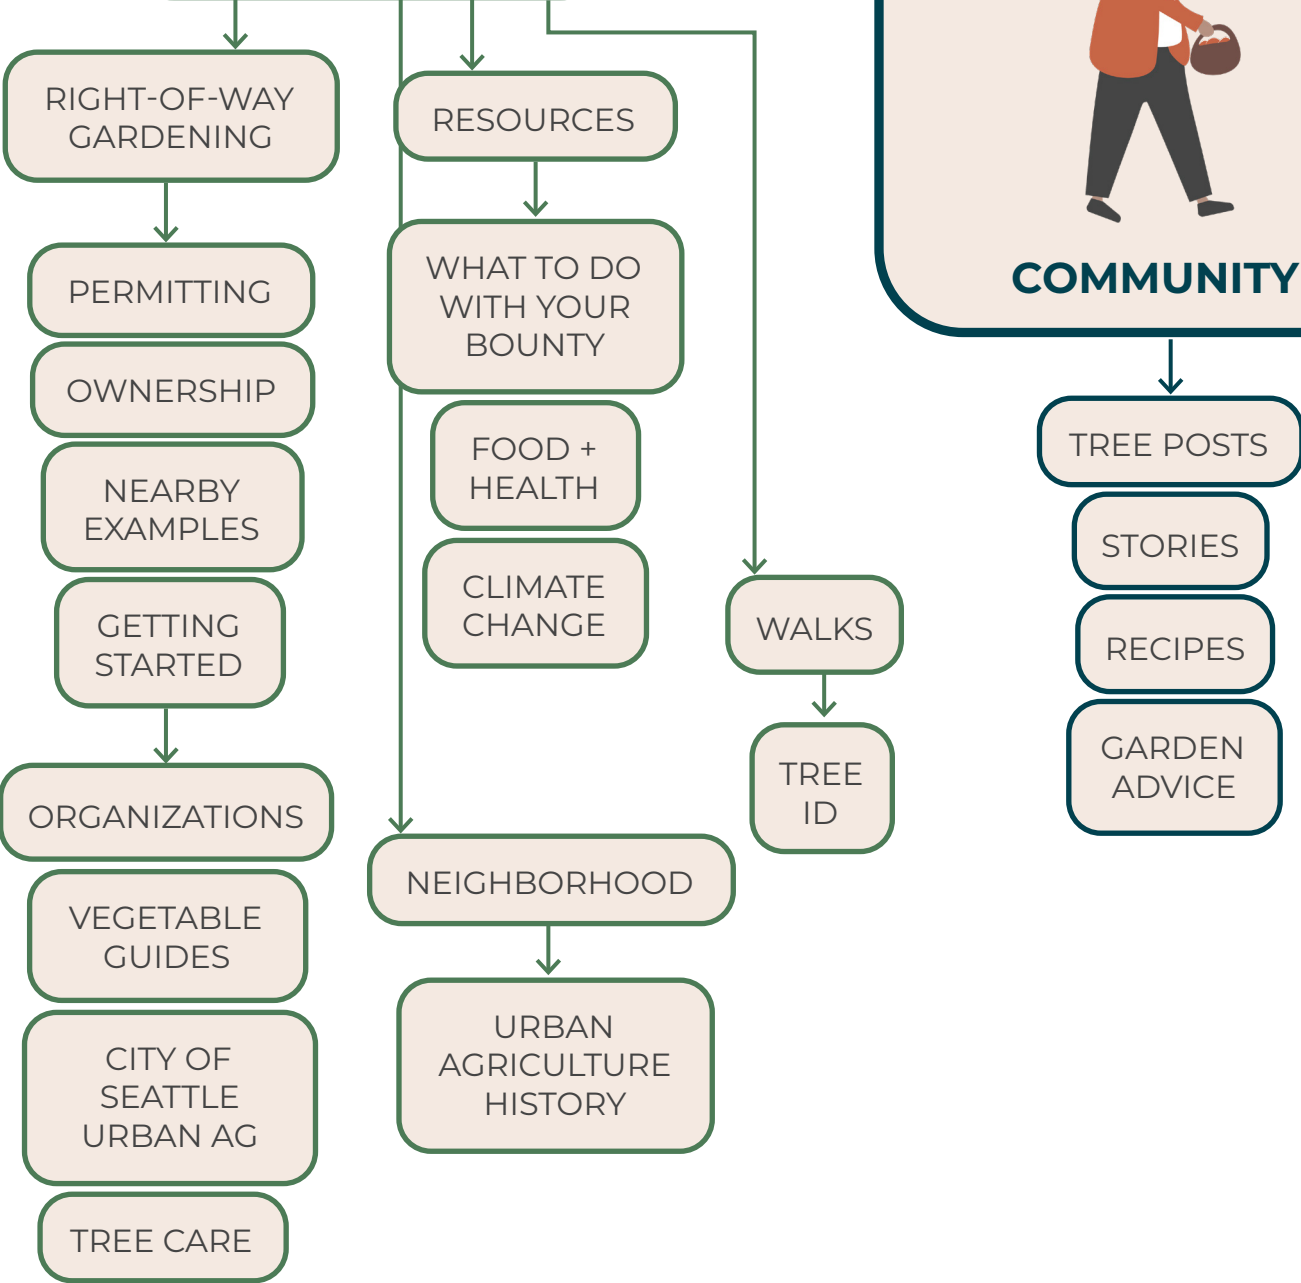 RIGHT-OF-WAY
GARDENING
PERMITTING
OWNERSHIP
NEARBY
EXAMPLES
GETTING
STARTED
ORGANIZATIONS
VEGETABLE
GUIDES
CITY OF
SEATTLE
URBAN AG
TREE CARE
RESOURCES
WHAT TO DO
WITH YOUR
BOUNTY
FOOD +
HEALTH
CLIMATE
CHANGE
NEIGHBORHOOD
URBAN
AGRICULTURE
HISTORY
WALKS
TREE
ID
COMMUNITY
TREE POSTS
STORIES
RECIPES
GARDEN
ADVICE